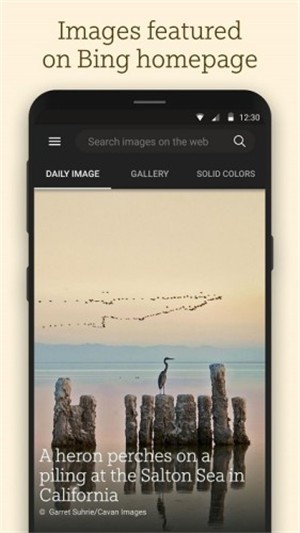 Images featured
on Bing homepage
12:30
Search images on the web
DAILY IMAGE GALLERY SOLID COLORS
A heron perches on a
piling at the Salton Sea in
California
© Garret Suhrie/Cavan Images